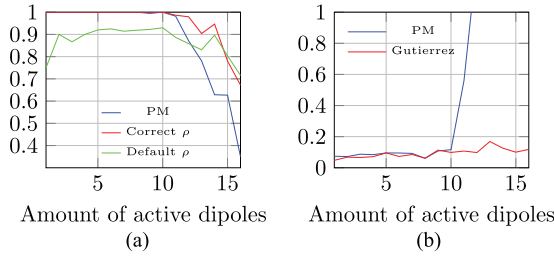 1
0.9
0.8
0.7
0.6
0.5
0.4
5 10 15
PM
Correct ρ
Default ρ
Amount of active dipoles
(a)
1
0.8
0.6
0.4
0.2
0
5 10 15
PM
Gutierrez
Amount of active dipoles
(b)